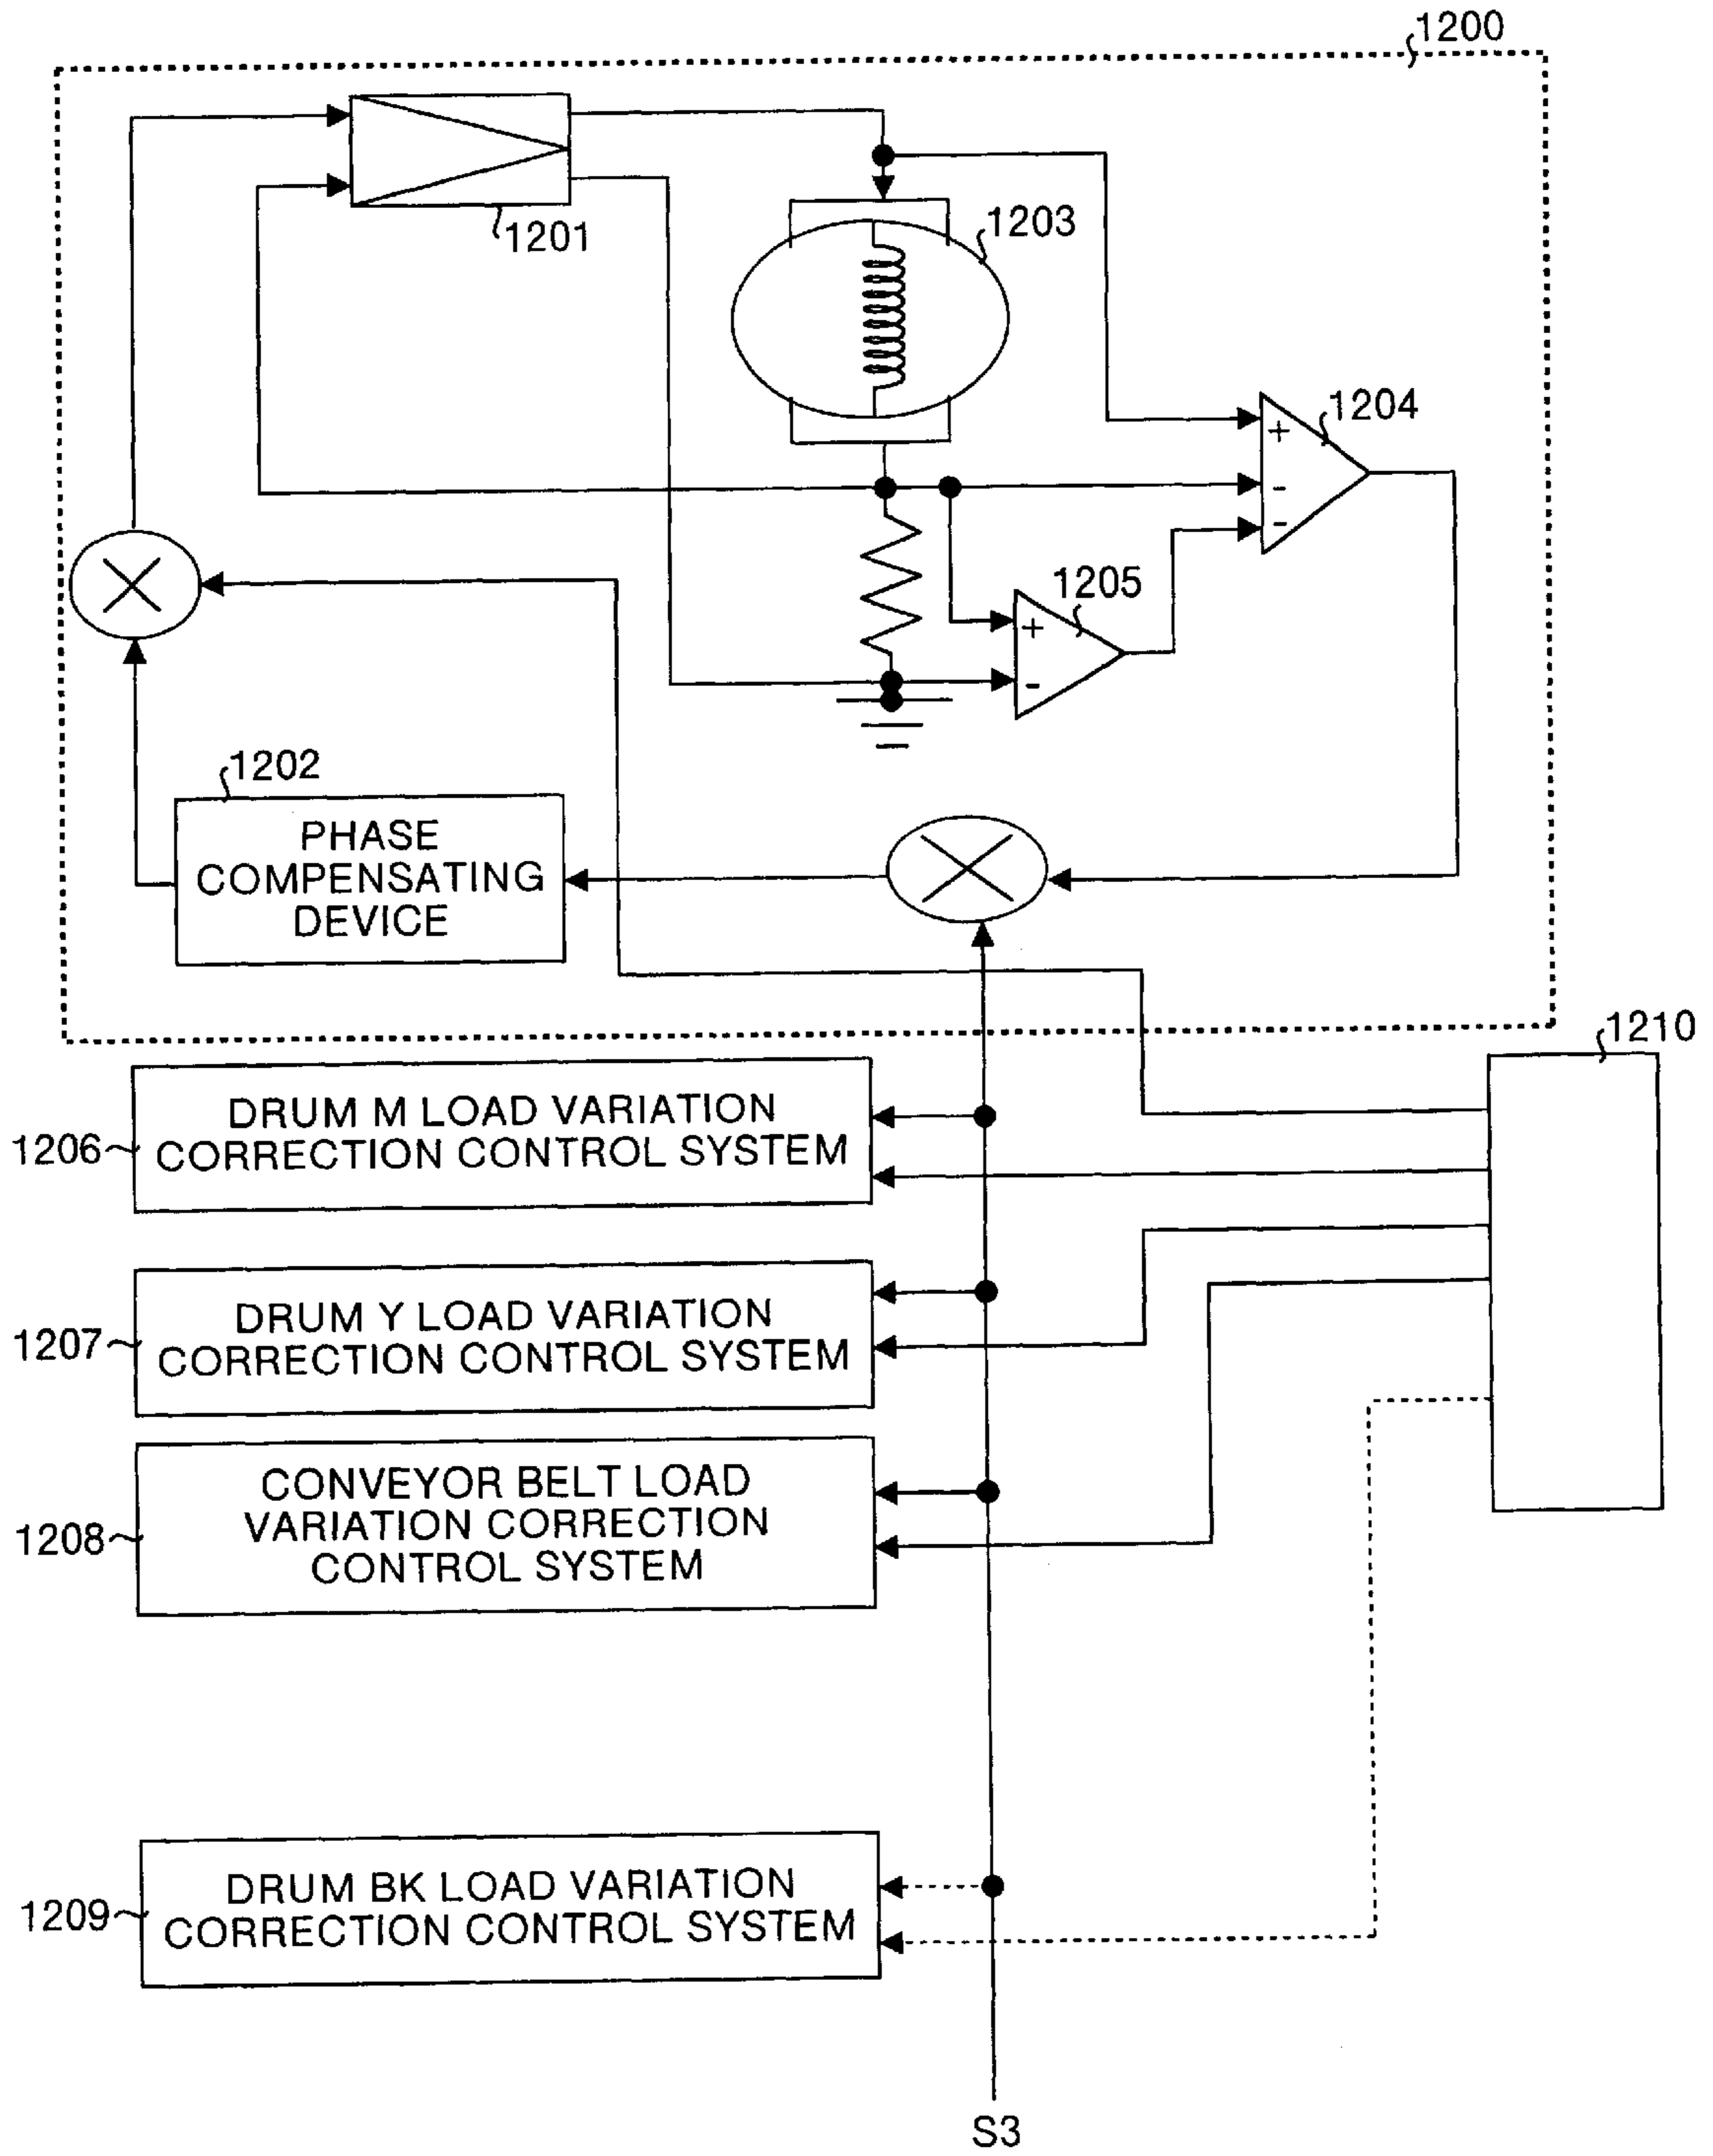 1200
1201
1203
1204
+
-
-
1205
+
-
1202
PHASE
COMPENSATING
DEVICE
1210
1206
DRUM M LOAD VARIATION
CORRECTION CONTROL SYSTEM
1207
DRUM Y LOAD VARIATION
CORRECTION CONTROL SYSTEM
1208
CONVEYOR BELT LOAD
VARIATION CORRECTION
CONTROL SYSTEM
1209
DRUM BK LOAD VARIATION
CORRECTION CONTROL SYSTEM
S3